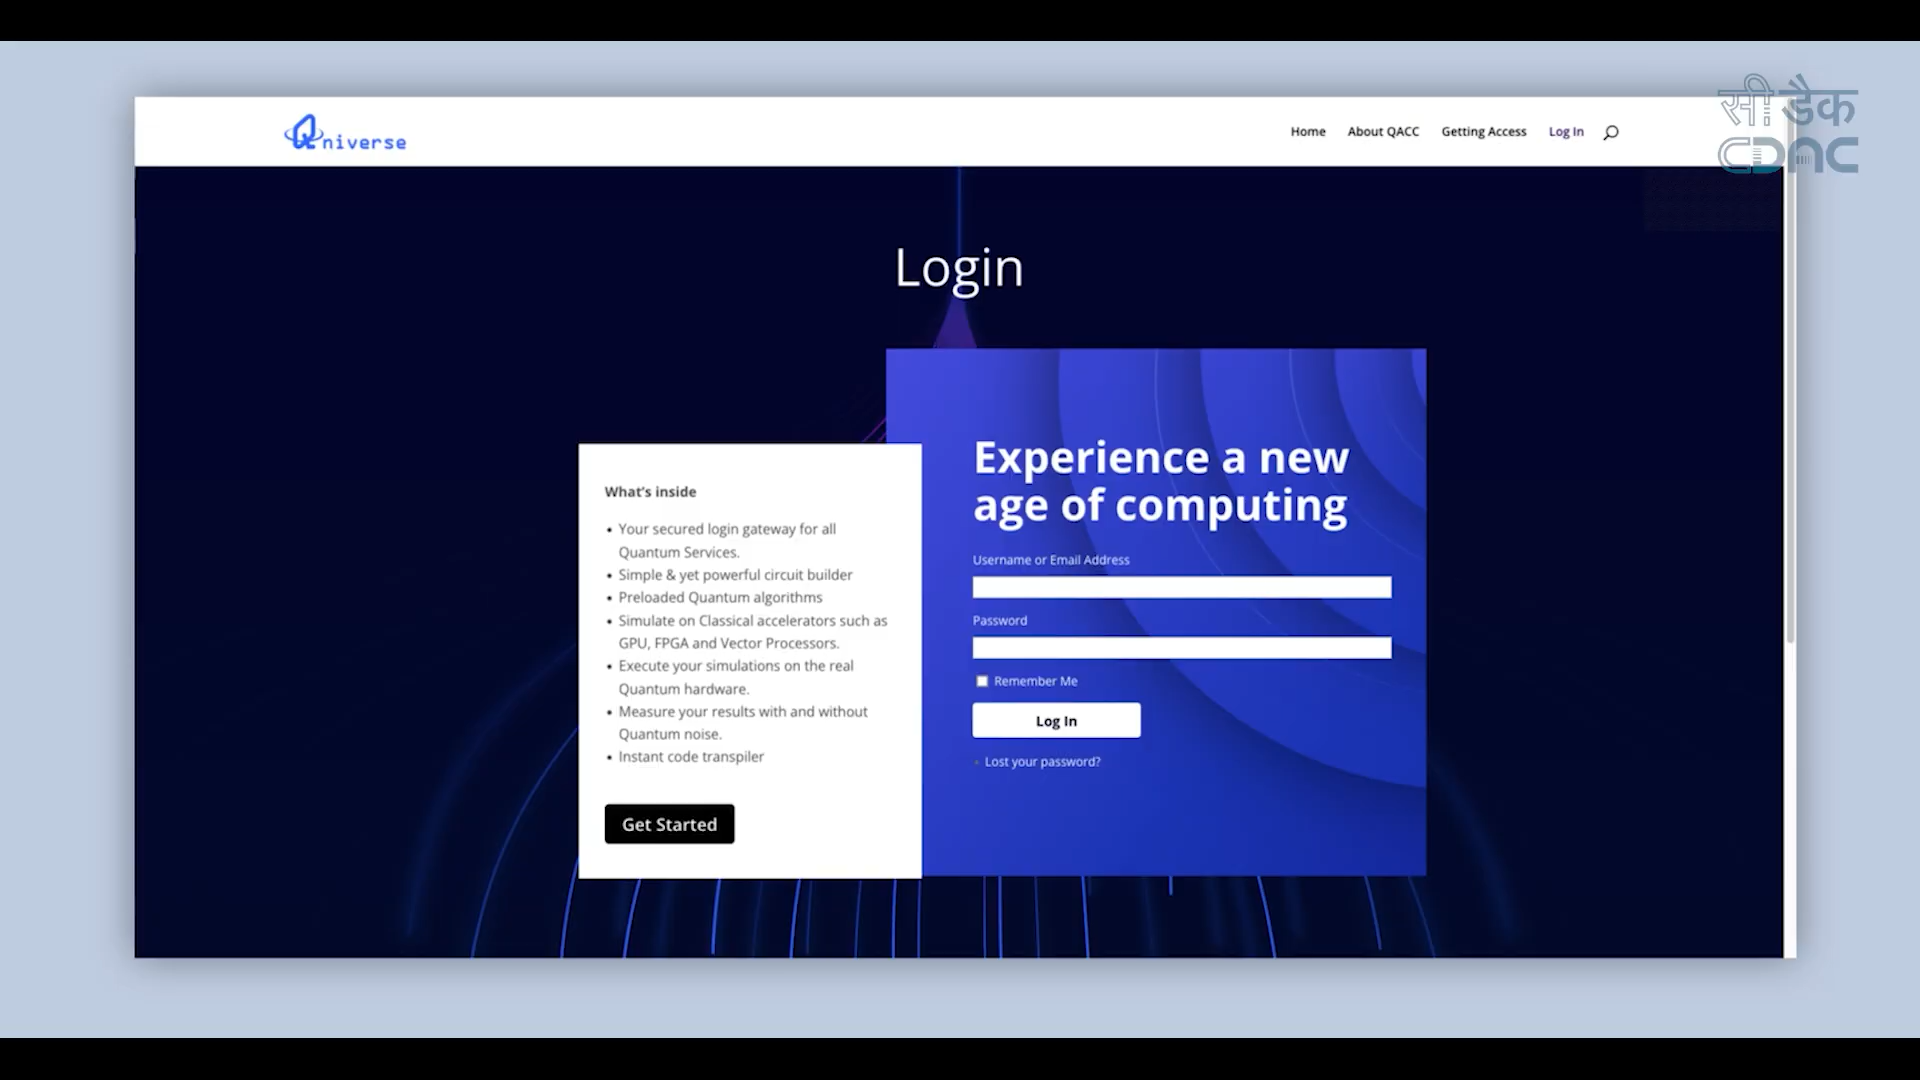 सी डैक
CDAC
Qniverse
Home About QACC Getting Access Log In
Login
What's inside
• Your secured login gateway for all
Quantum Services.
• Simple & yet powerful circuit builder
• Preloaded Quantum algorithms
• Simulate on Classical accelerators such as
GPU, FPGA and Vector Processors.
• Execute your simulations on the real
Quantum hardware.
• Measure your results with and without
Quantum noise.
• Instant code transpiler
Get Started
Experience a new
age of computing
Username or Email Address
Password
Remember Me
Log In
Lost your password?